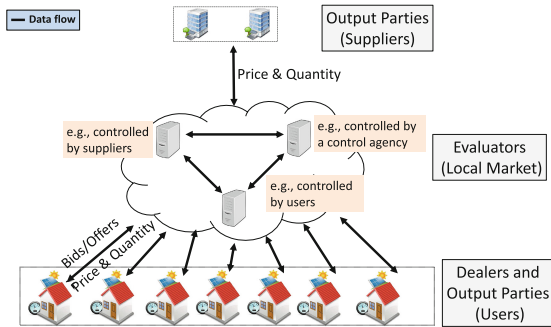 Data flow
Output Parties
(Suppliers)
Price & Quantity
e.g., controlled
by suppliers
e.g., controlled by
a control agency
Evaluators
(Local Market)
e.g., controlled
by users
Bids/Offers
Price & Quantity
Dealers and
Output Parties
(Users)